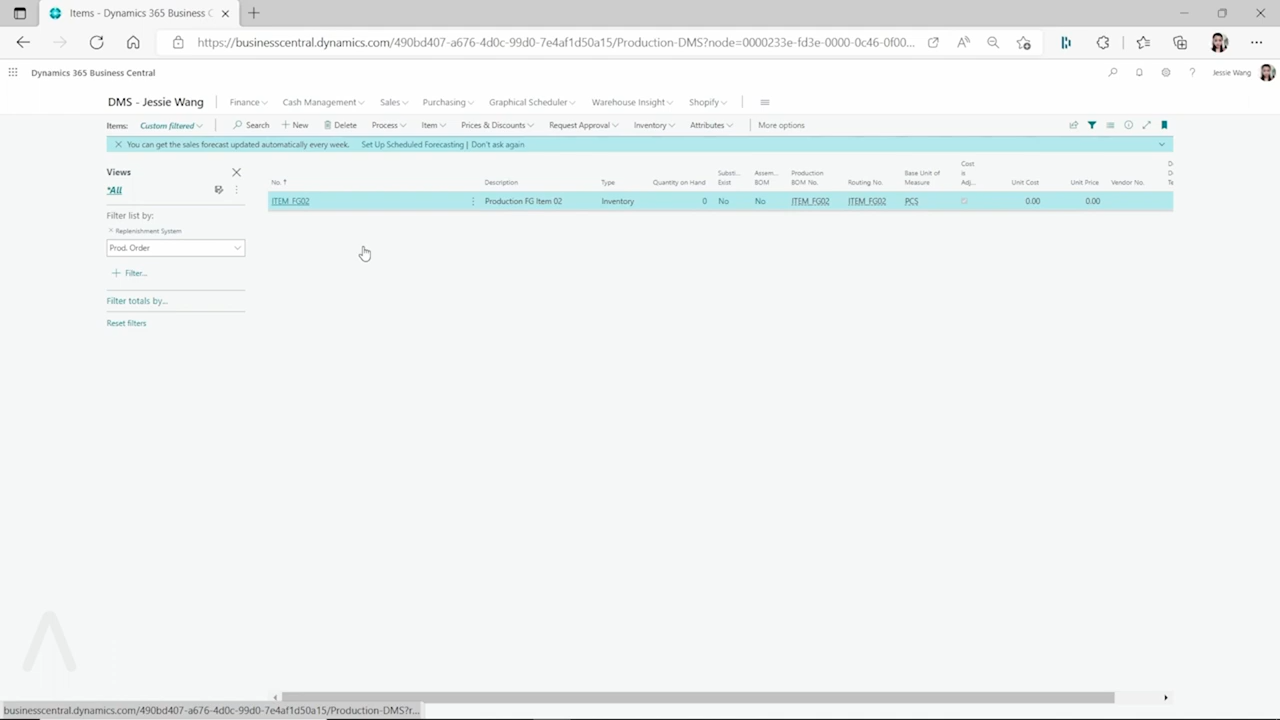 Items - Dynamics 365 Business C
https://businesscentral.dynamics.com/490bd407-a676-4d0c-99d0-7e4af1d50a15/Production-DMS?node=0000233e-fd3e-0000-0c46-0f00...
Dynamics 365 Business Central
Jessie Wang
DMS - Jessie Wang
Finance
Cash Management
Sales
Purchasing
Graphical Scheduler
Warehouse Insight
Shopify
Items:
Custom filtered
Search
New
Delete
Process
Item
Prices & Discounts
Request Approval
Inventory
Attributes
More options
You can get the sales forecast updated automatically every week. Set Up Scheduled Forecasting | Don't ask again
Views
*All
Filter list by:
Replenishment System
Prod. Order
Filter...
Filter totals by...
Reset filters
No. ↑
Description
Type
Quantity on Hand
Substi... Exist
Assem... BOM
Production BOM No.
Routing No.
Base Unit of Measure
Cost is Adj...
Unit Cost
Unit Price
Vendor No.
ITEM_FG02
Production FG Item 02
Inventory
0
No
No
ITEM_FG02
ITEM_FG02
PCS
0.00
0.00
businesscentral.dynamics.com/490bd407-a676-4d0c-99d0-7e4af1d50a15/Production-DMS?r...